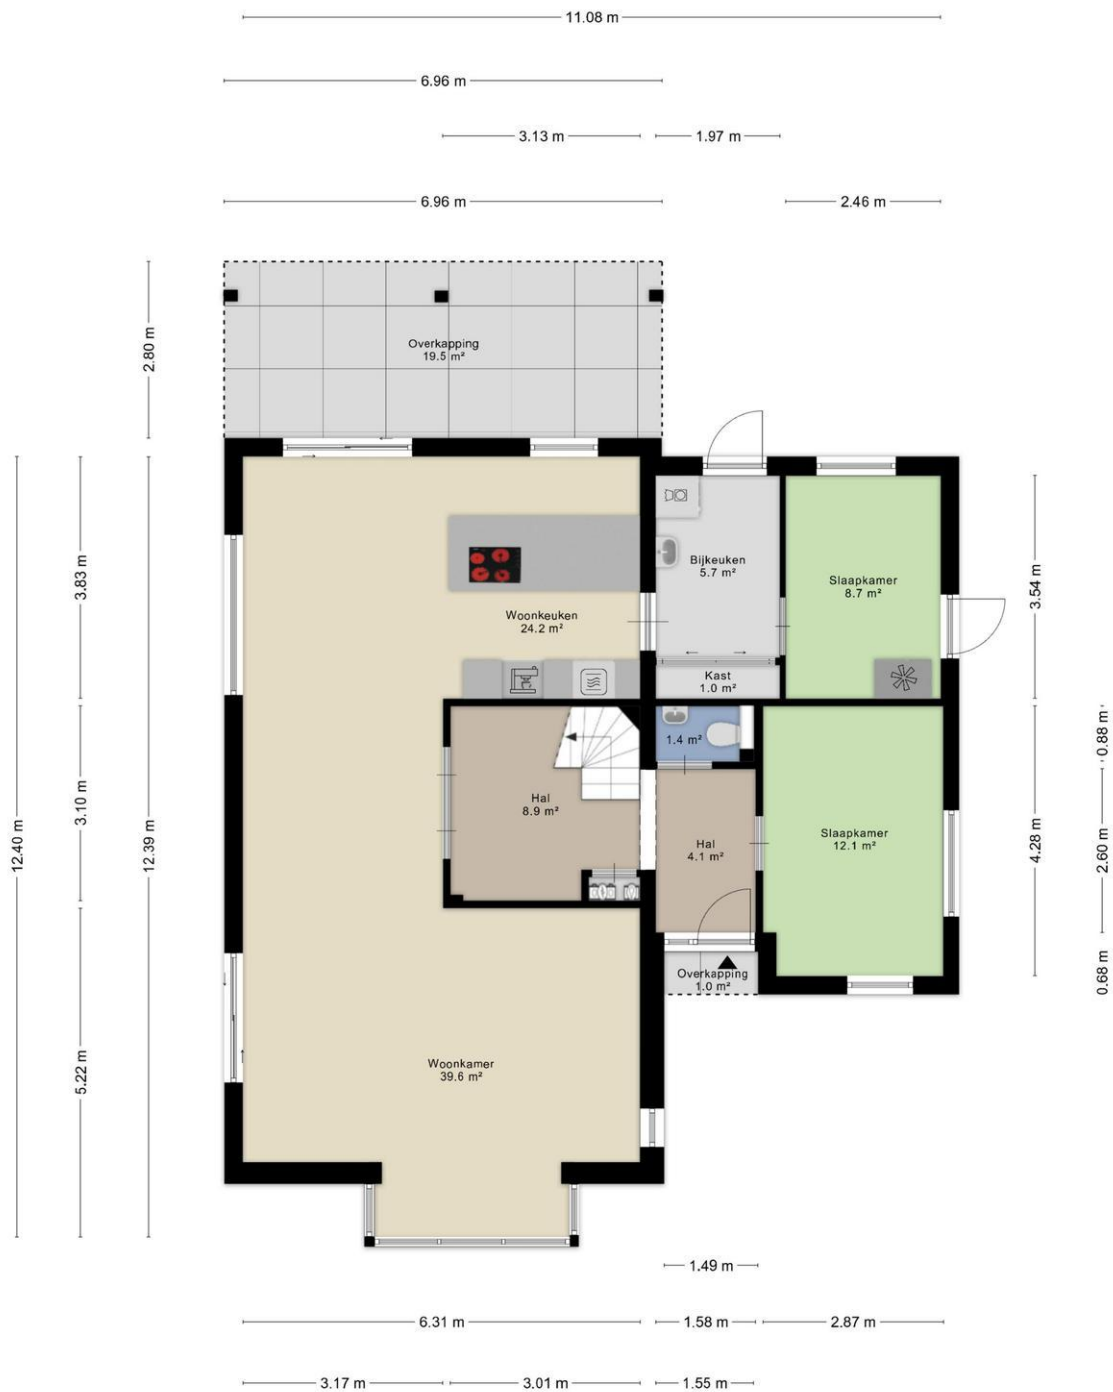 11.08 m
6.96 m
3.13 m
1.97 m
6.96 m
2.46 m
2.80 m
Overkapping
19.5 m²
12.40 m
3.83 m
3.10 m
5.22 m
12.39 m
Woonkeuken
24.2 m²
Bijkeuken
5.7 m²
Kast
1.0 m²
Slaapkamer
8.7 m²
3.54 m
1.4 m²
Hal
8.9 m²
Hal
4.1 m²
Slaapkamer
12.1 m²
4.28 m
0.88 m
2.60 m
0.68 m
Overkapping
1.0 m²
Woonkamer
39.6 m²
1.49 m
6.31 m
1.58 m
2.87 m
3.17 m
3.01 m
1.55 m